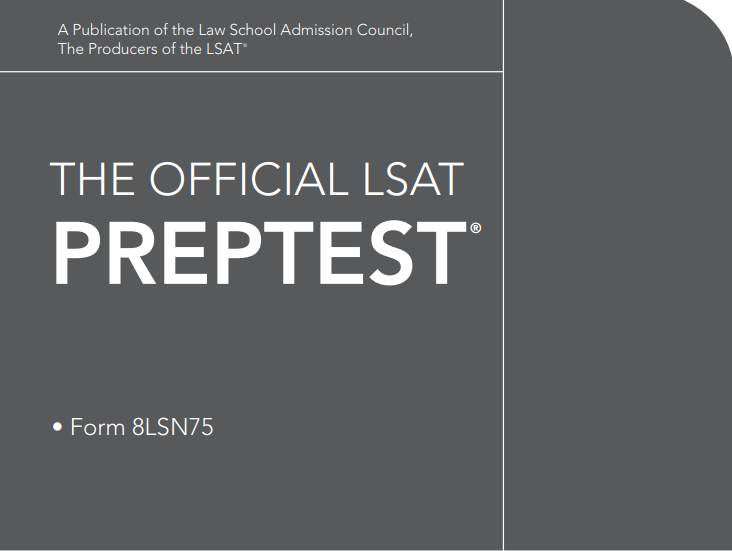 A Publication of the Law School Admission Council,
The Producers of the LSAT®
THE OFFICIAL LSAT
PREPTEST®
• Form 8LSN75